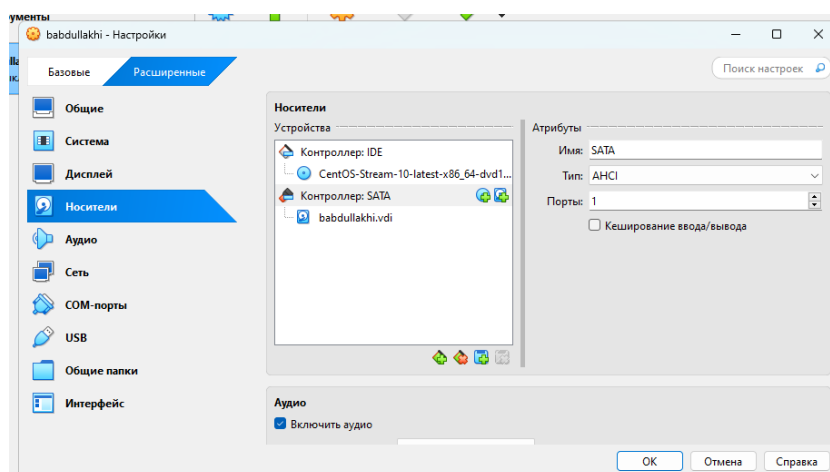 ументы
babdullakhi - Настройки
Базовые
Расширенные
Поиск настроек
Общие
Система
Дисплей
Носители
Аудио
Сеть
COM-порты
USB
Общие папки
Интерфейс
Носители
Устройства
Контроллер: IDE
CentOS-Stream-10-latest-x86_64-dvd1...
Контроллер: SATA
babdullakhi.vdi
Атрибуты
Имя: SATA
Тип: AHCI
Порты: 1
Кеширование ввода/вывода
Аудио
Включить аудио
OK
Отмена
Справка